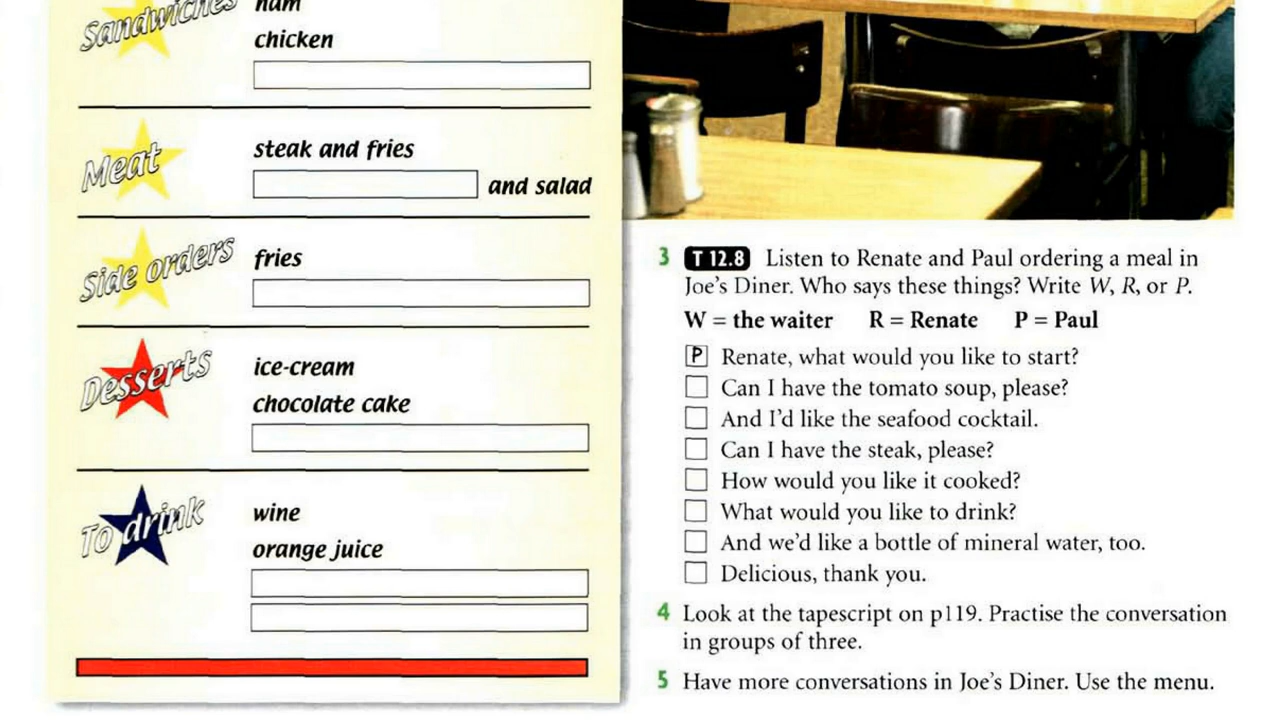 Sandwiches
ham
chicken
Meat
steak and fries
and salad
Side orders
fries
Desserts
ice-cream
chocolate cake
To drink
wine
orange juice
3 T 12.8 Listen to Renate and Paul ordering a meal in
Joe's Diner. Who says these things? Write W, R, or P.
W = the waiter R = Renate P = Paul
P Renate, what would you like to start?
Can I have the tomato soup, please?
And I'd like the seafood cocktail.
Can I have the steak, please?
How would you like it cooked?
What would you like to drink?
And we'd like a bottle of mineral water, too.
Delicious, thank you.
4 Look at the tapescript on p119. Practise the conversation
in groups of three.
5 Have more conversations in Joe's Diner. Use the menu.